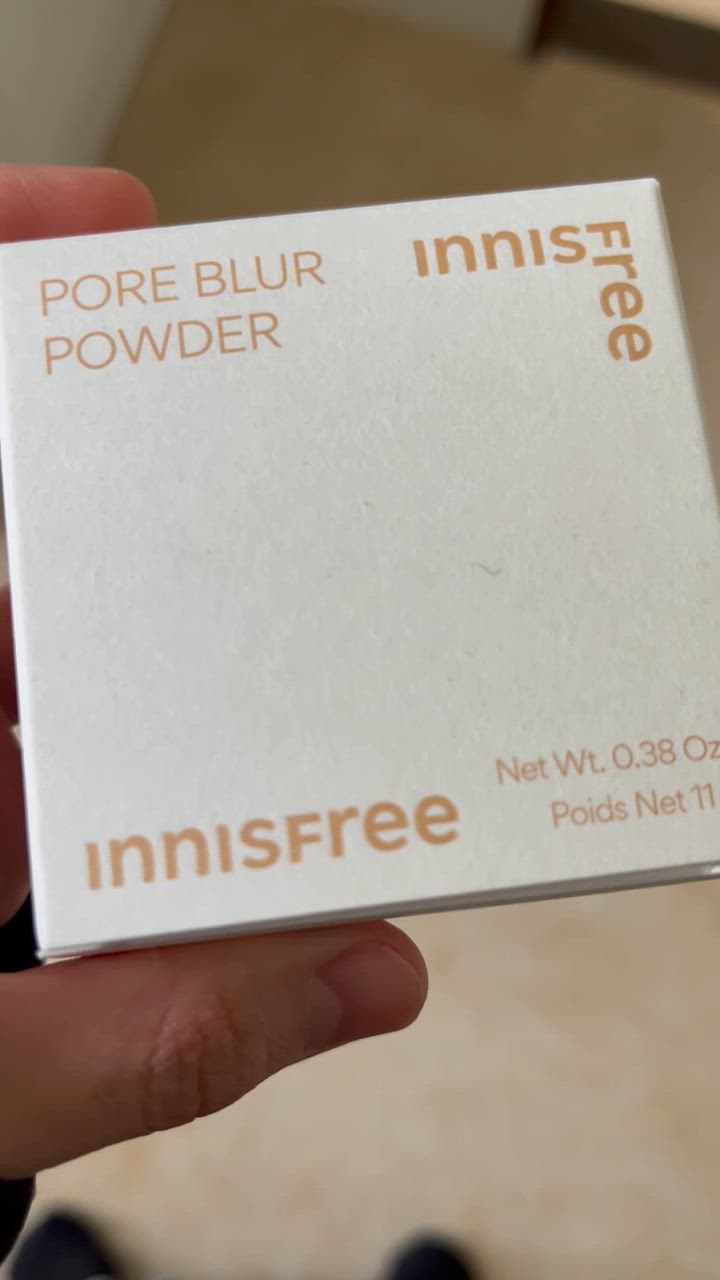 PORE BLUR
POWDER
INNISFree
Net Wt. 0.38 Oz
Poids Net 11
INNISFree